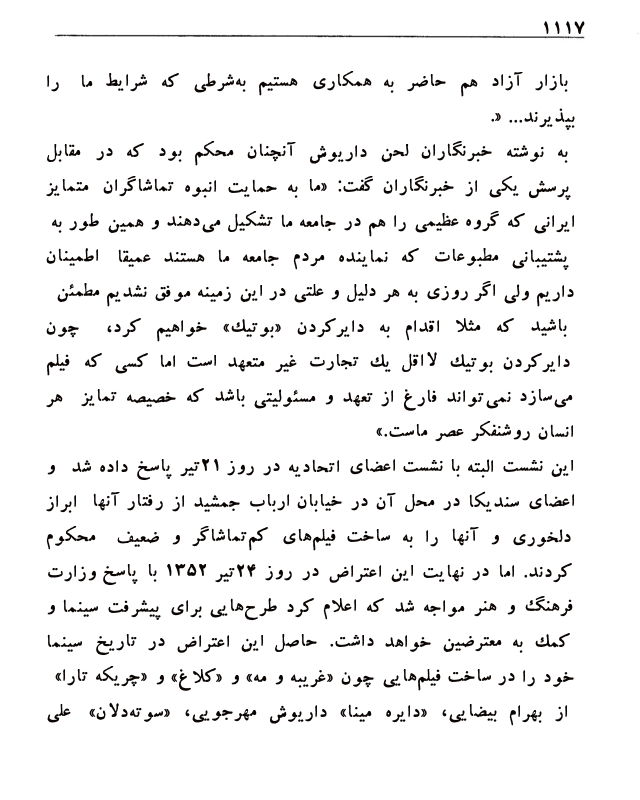 ۱۱۱۷
بازار آزاد هم حاضر به همکاری هستیم به‌شرطی که شرایط ما را
بپذیرند... «.
به نوشته خبرنگاران لحن داریوش آنچنان محکم بود که در مقابل
پرسش یکی از خبرنگاران گفت: «ما به حمایت انبوه تماشاگران متمایز
ایرانی که گروه عظیمی را هم در جامعه ما تشکیل می‌دهند و همین طور به
پشتیبانی مطبوعات که نماینده مردم جامعه ما هستند عمیقا اطمینان
داریم ولی اگر روزی به هر دلیل و علتی در این زمینه موفق نشدیم مطمئن
باشید که مثلا اقدام به دایرکردن «بوتیك» خواهیم کرد، چون
دایرکردن بوتیك لااقل یك تجارت غیر متعهد است اما کسی که فیلم
می‌سازد نمی‌تواند فارغ از تعهد و مسئولیتی باشد که خصیصه تمایز هر
انسان روشنفکر عصر ماست.»
این نشست البته با نشست اعضای اتحادیه در روز ۲۱تیر پاسخ داده شد و
اعضای سندیکا در محل آن در خیابان ارباب جمشید از رفتار آنها ابراز
دلخوری و آنها را به ساخت فیلم‌های کم‌تماشاگر و ضعیف محکوم
کردند. اما در نهایت این اعتراض در روز ۲۴تیر ۱۳۵۲ با پاسخ وزارت
فرهنگ و هنر مواجه شد که اعلام کرد طرح‌هایی برای پیشرفت سینما و
کمك به معترضین خواهد داشت. حاصل این اعتراض در تاریخ سینما
خود را در ساخت فیلم‌هایی چون «غریبه و مه» و «کلاغ» و «چریکه تارا»
از بهرام بیضایی، «دایره مینا» داریوش مهرجویی، «سوته‌دلان» علی